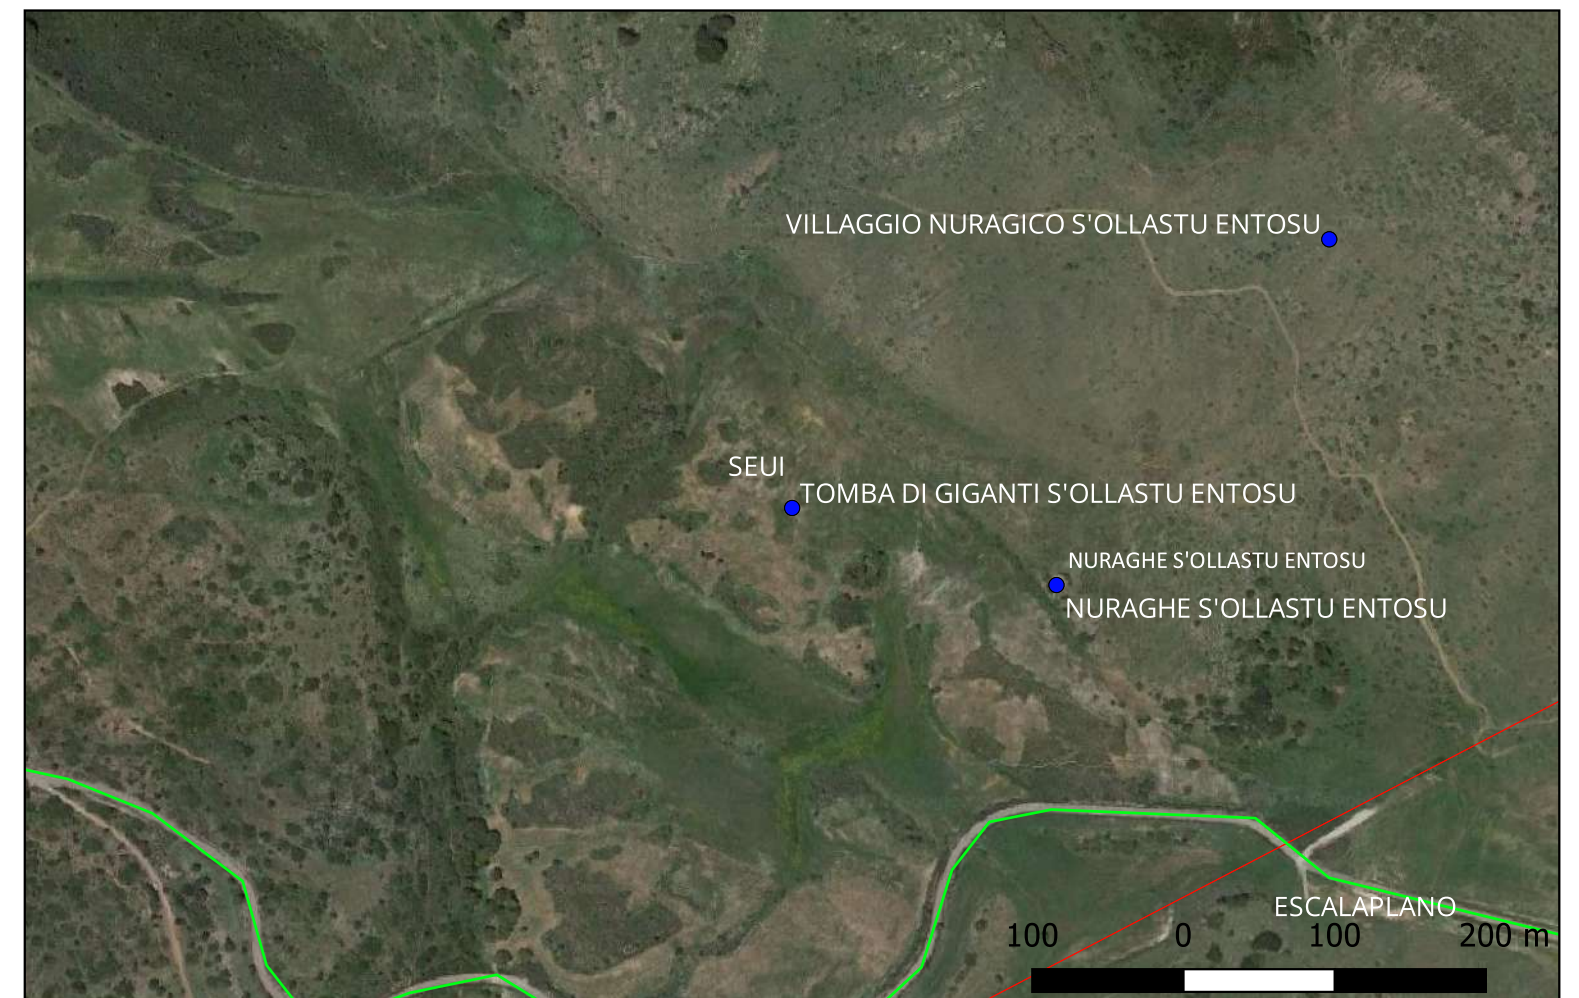 VILLAGGIO NURAGICO S'OLLASTU ENTOSU
SEUI
TOMBA DI GIGANTI S'OLLASTU ENTOSU
NURAGHE S'OLLASTU ENTOSU
NURAGHE S'OLLASTU ENTOSU
ESCALAPLANO
100 0 100 200 m